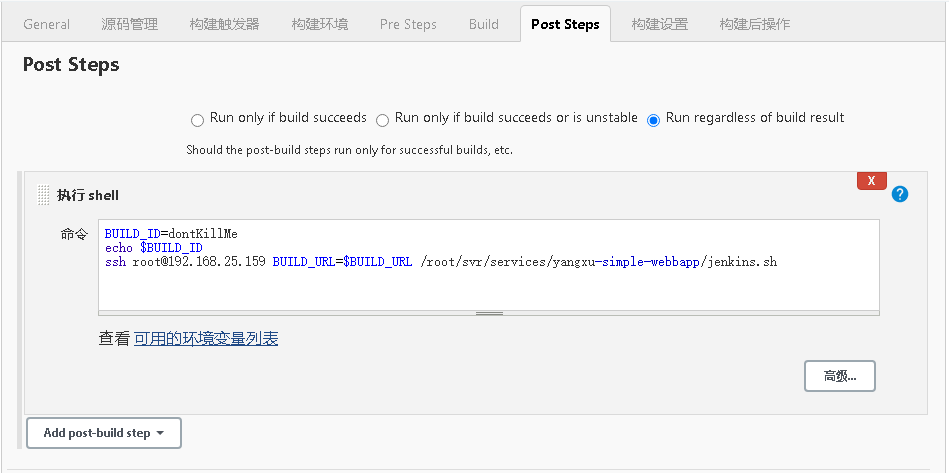 General 源码管理 构建触发器 构建环境 Pre Steps Build Post Steps 构建设置 构建后操作
Post Steps
Run only if build succeeds Run only if build succeeds or is unstable Run regardless of build result
Should the post-build steps run only for successful builds, etc.
X
执行 shell ?
命令 BUILD_ID=dontKillMe
echo $BUILD_ID
ssh root@192.168.25.159 BUILD_URL=$BUILD_URL /root/svr/services/yangxu-simple-webbapp/jenkins.sh
查看 可用的环境变量列表
高级...
Add post-build step